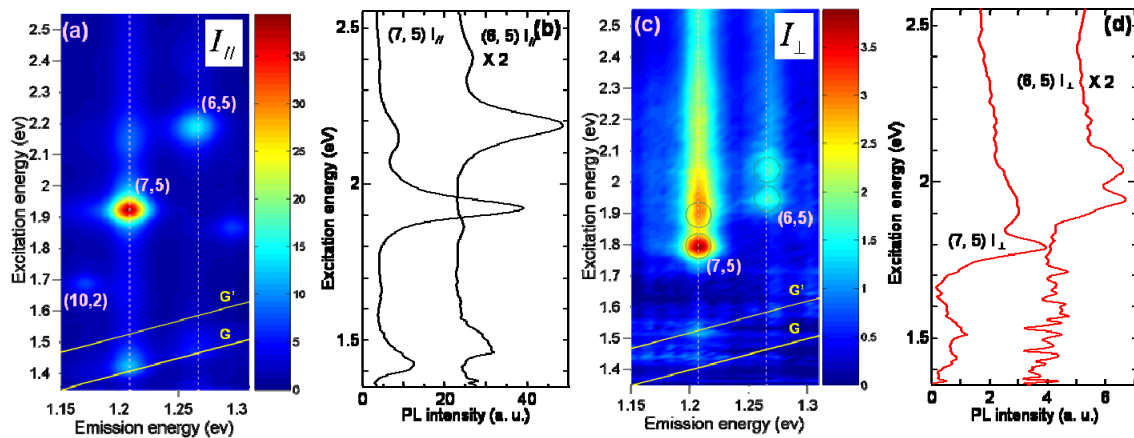 (a)
I//
Excitation energy (ev)
2.5
2.4
2.3
2.2
2.1
2
1.9
1.8
1.7
1.6
1.5
1.4
(6,5)
(7,5)
(10,2)
G'
G
1.15
1.2
1.25
1.3
Emission energy (ev)
35
30
25
20
15
10
5
0
(b)
Excitation energy (eV)
2.5
2
1.5
(7, 5) I//
(6, 5) I//
X 2
0
20
40
PL intensity (a. u.)
(c)
I⊥
Excitation energy (ev)
2.5
2.4
2.3
2.2
2.1
2
1.9
1.8
1.7
1.6
1.5
1.4
(6,5)
(7,5)
G'
G
1.15
1.2
1.25
1.3
Emission energy (ev)
3.5
3
2.5
2
1.5
1
0.5
0
(d)
Excitation energy (eV)
2.5
2
1.5
(6, 5) I⊥ X 2
(7, 5) I⊥
0
2
4
6
PL intensity (a. u.)